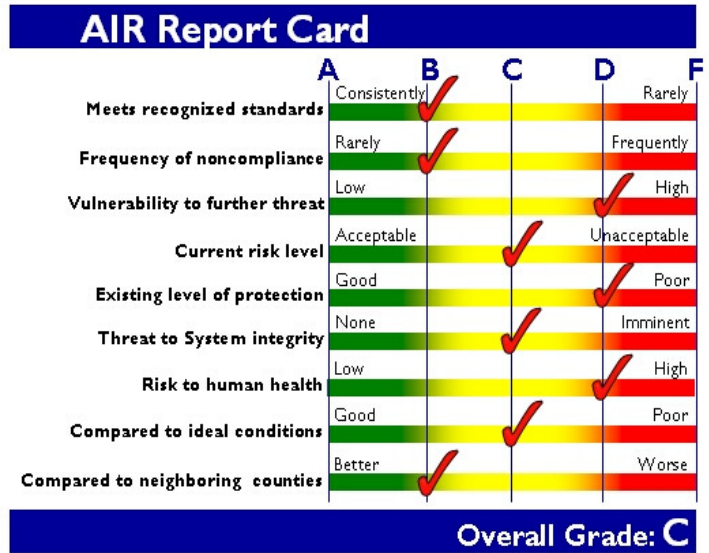 AIR Report Card
A B C D F
Consistently Rarely
Meets recognized standards
Rarely Frequently
Frequency of noncompliance
Low High
Vulnerability to further threat
Acceptable Unacceptable
Current risk level
Good Poor
Existing level of protection
None Imminent
Threat to System integrity
Low High
Risk to human health
Good Poor
Compared to ideal conditions
Better Worse
Compared to neighboring counties
Overall Grade: C